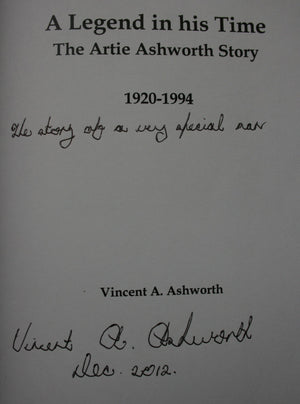 A Legend in his Time
The Artie Ashworth Story
1920-1994
The story of a very special man
Vincent A. Ashworth
Vincent A. Ashworth
Dec. 2012.